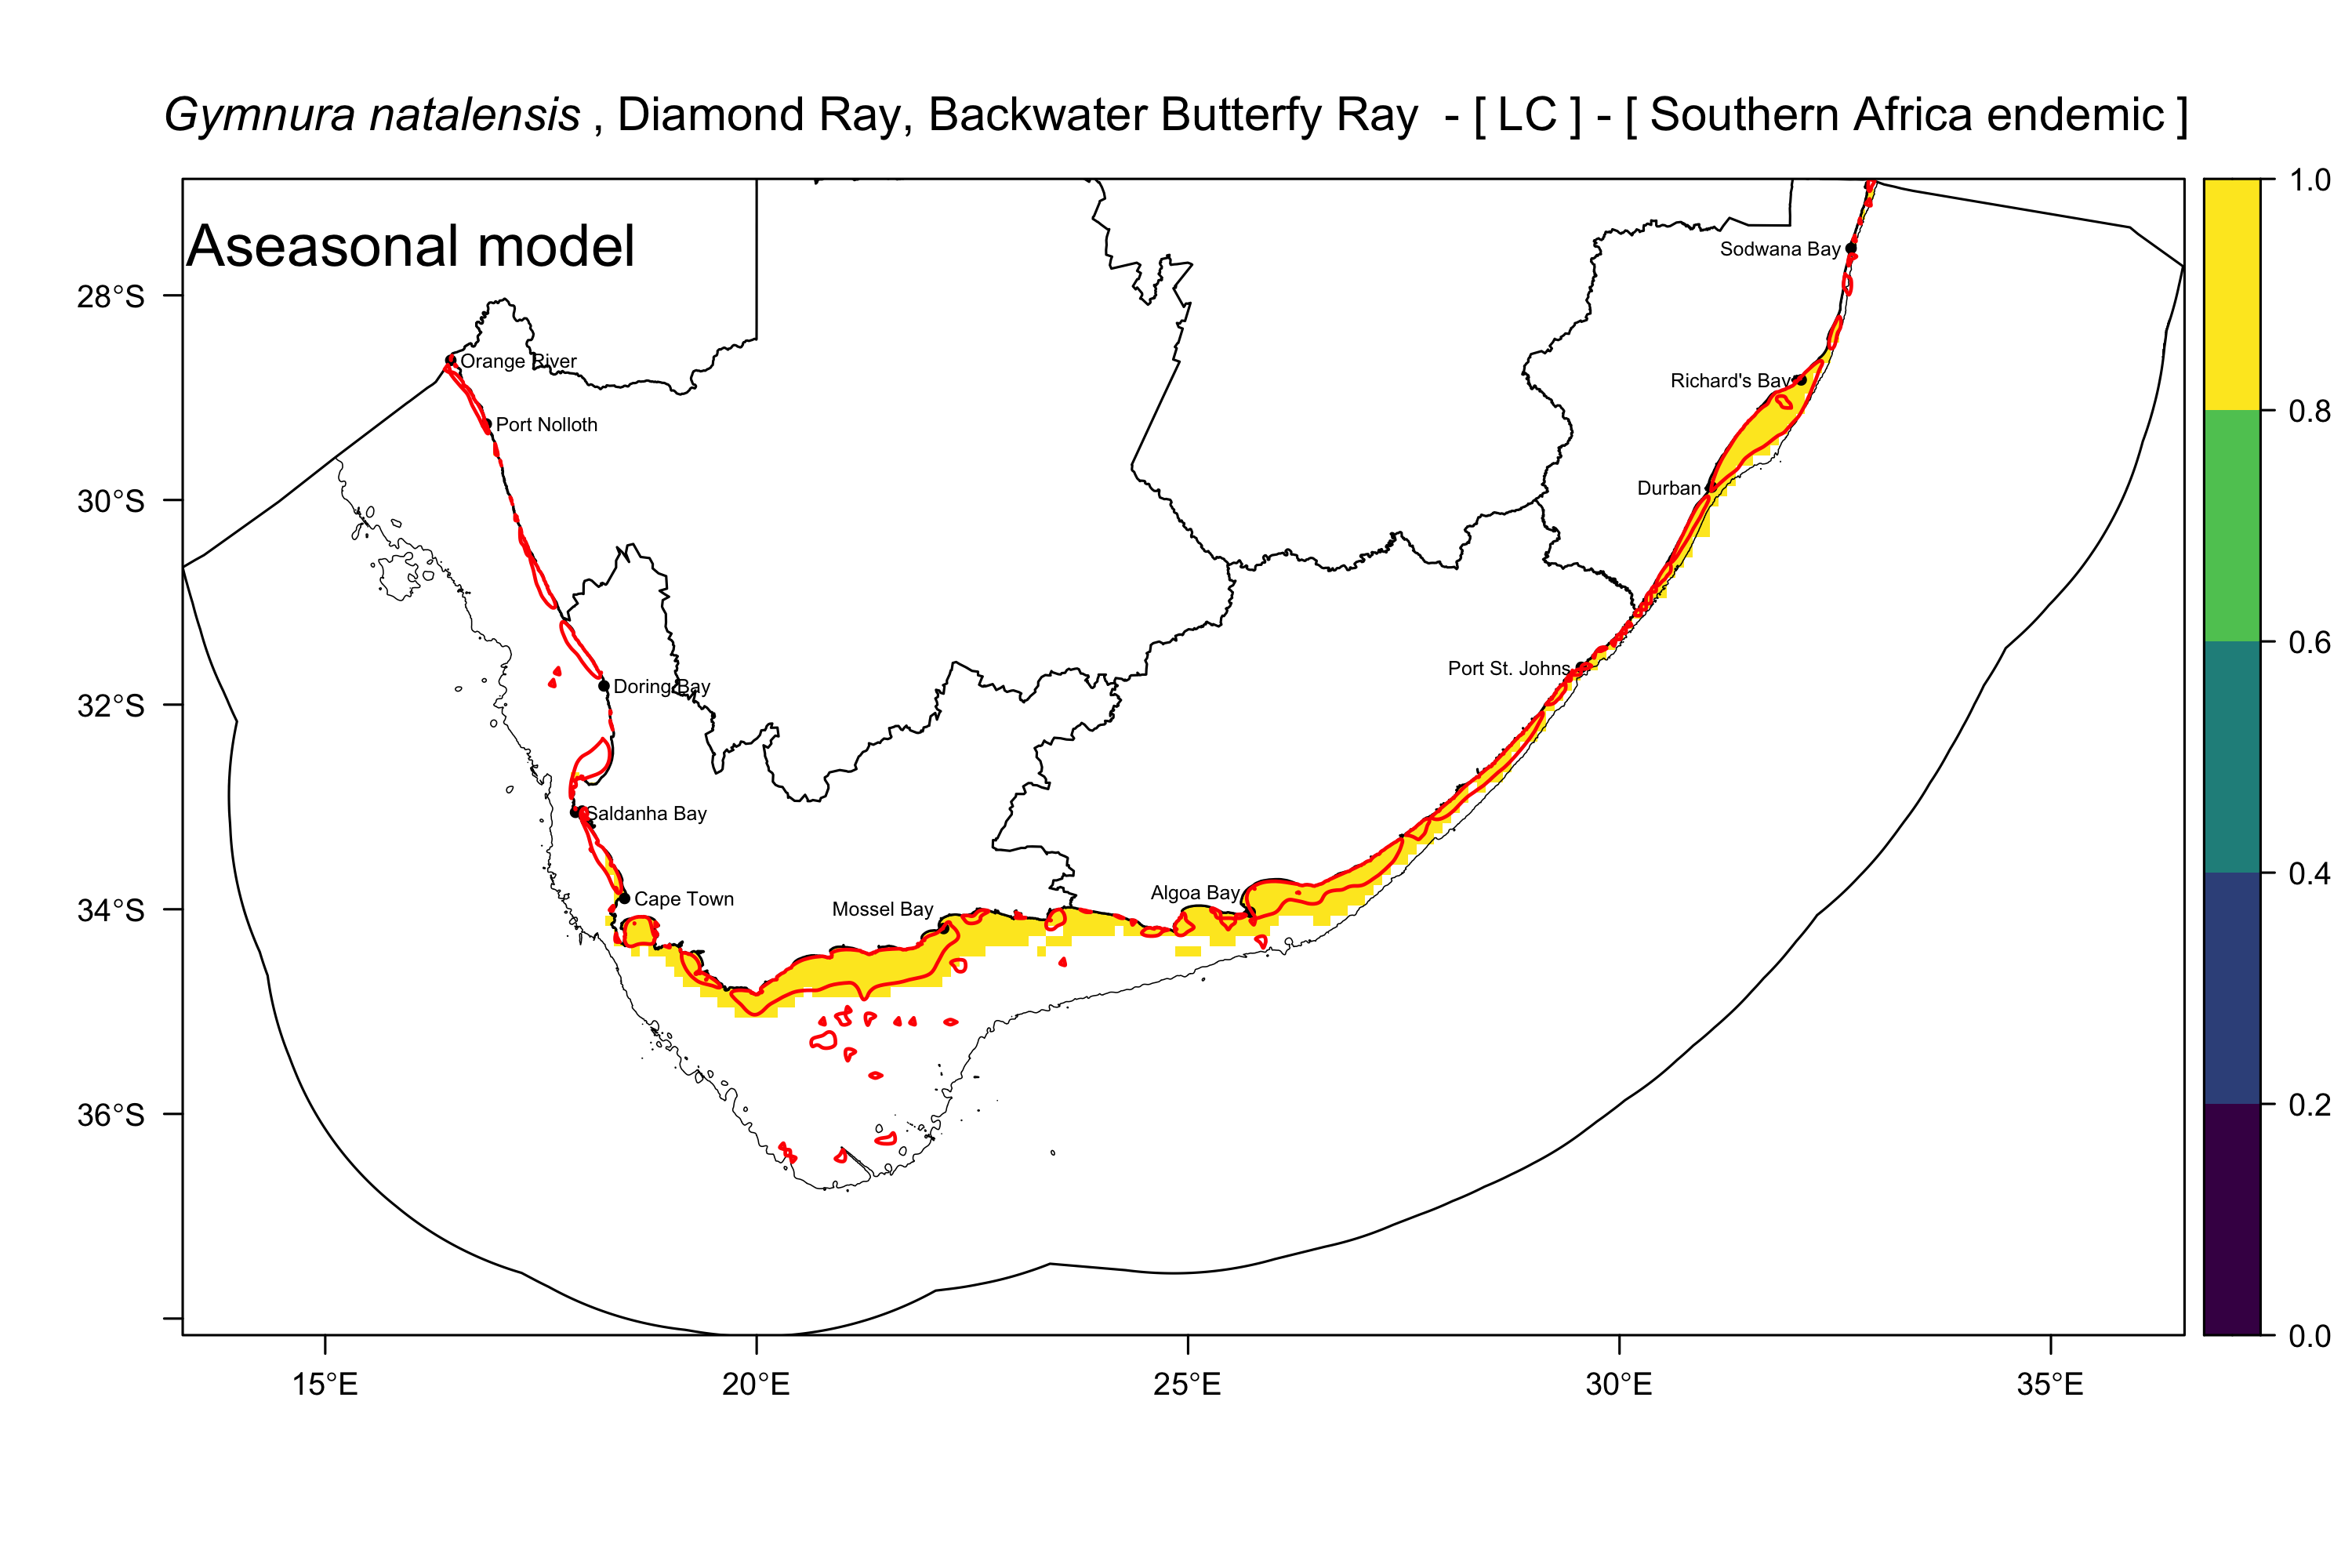 Gymnura natalensis , Diamond Ray, Backwater Butterfy Ray - [ LC ] - [ Southern Africa endemic ]
Aseasonal model
1.0
0.8
0.6
0.4
0.2
0.0
28°S
30°S
32°S
34°S
36°S
Sodwana Bay
Orange River
Richard's Bay
Port Nolloth
Durban
Port St. Johns
Doring Bay
Saldanha Bay
Algoa Bay
Cape Town
Mossel Bay
15°E
20°E
25°E
30°E
35°E